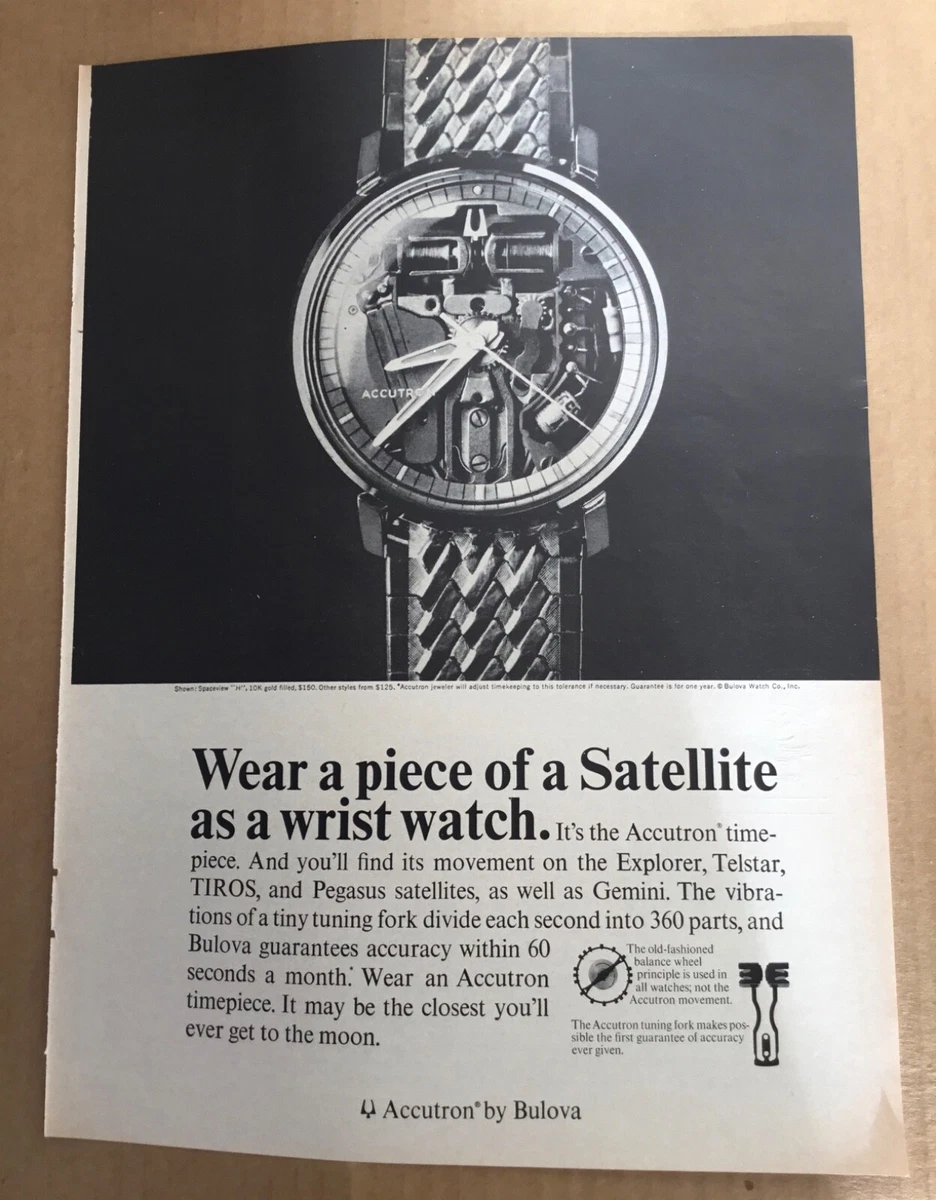 ACCUTR
Shown: Spaceview "H", 10K gold filled, $150. Other styles from $125. *Accutron jeweler will adjust timekeeping to this tolerance if necessary. Guarantee is for one year. © Bulova Watch Co., Inc.
Wear a piece of a Satellite
as a wrist watch. It's the Accutron® time-
piece. And you'll find its movement on the Explorer, Telstar,
TIROS, and Pegasus satellites, as well as Gemini. The vibra-
tions of a tiny tuning fork divide each second into 360 parts, and
Bulova guarantees accuracy within 60
seconds a month.* Wear an Accutron
timepiece. It may be the closest you'll
ever get to the moon.
The old-fashioned
balance wheel
principle is used in
all watches; not the
Accutron movement.
The Accutron tuning fork makes pos-
sible the first guarantee of accuracy
ever given.
Accutron® by Bulova